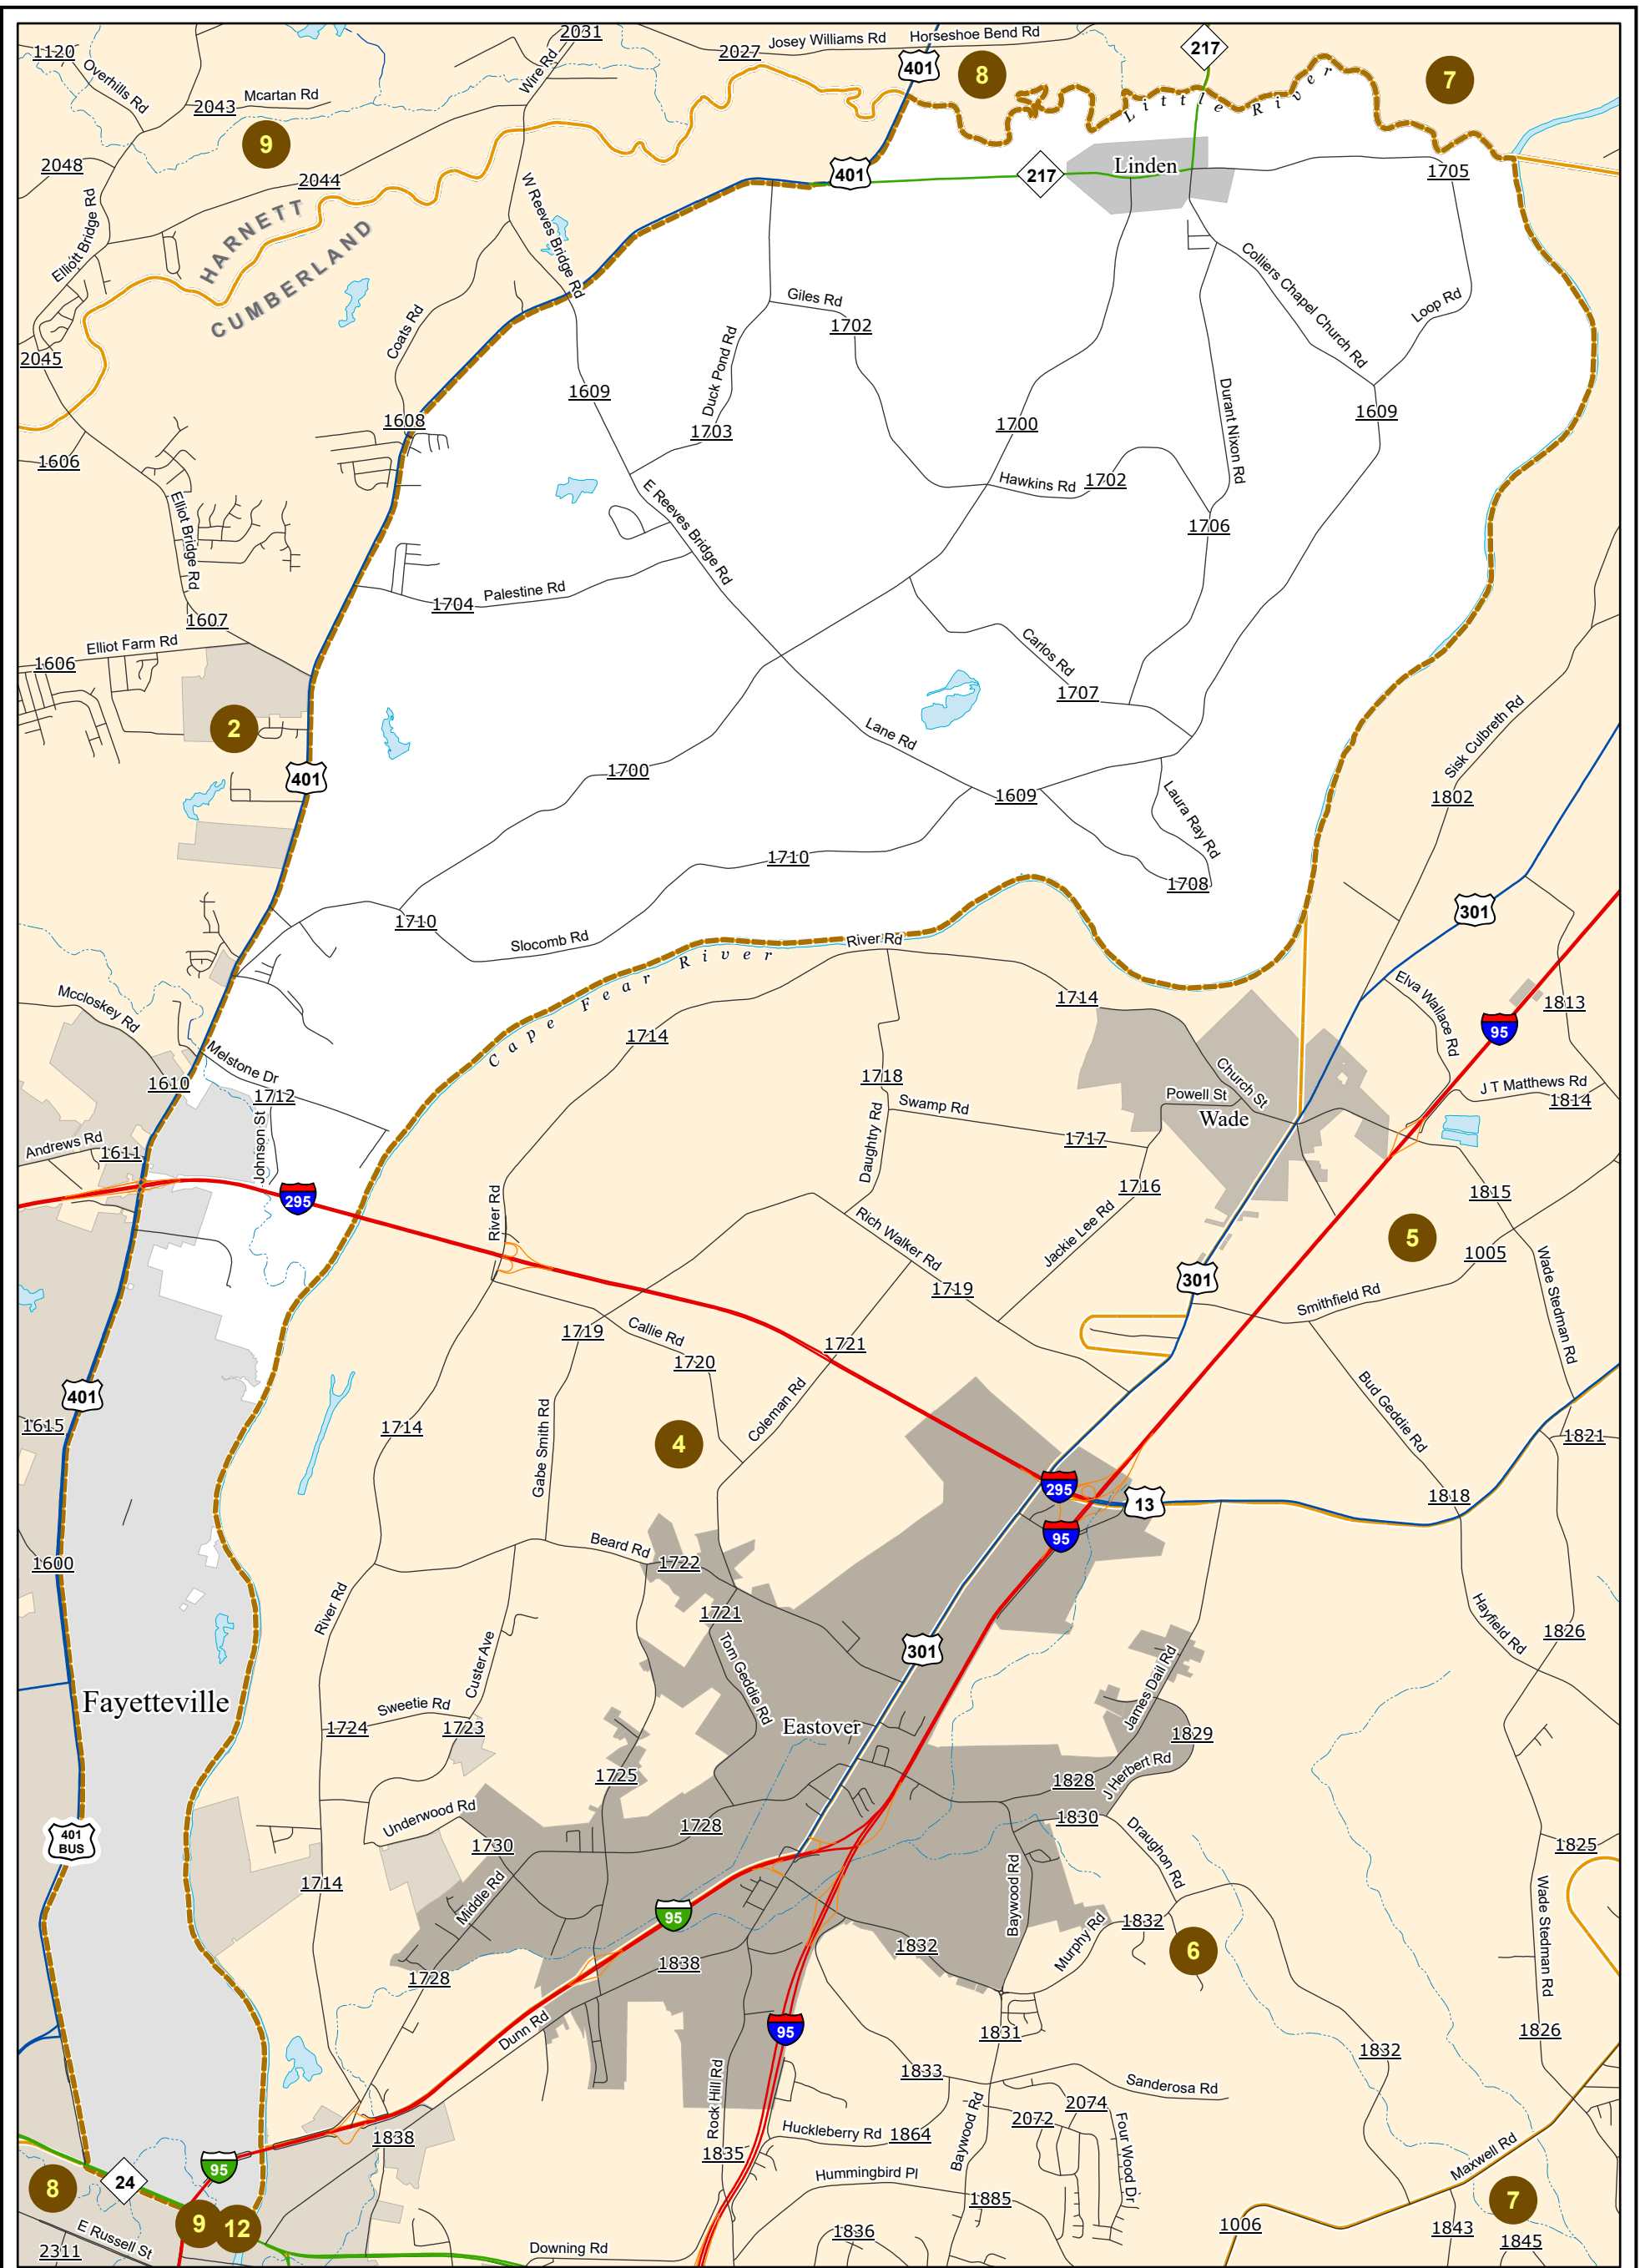 1120
Overhills Rd
2043
Mcartan Rd
2031
Wire Rd
2027
Josey Williams Rd
Horseshoe Bend Rd
401
8
217
7
Little River
9
2048
2044
Elliott Bridge Rd
HARNETT
CUMBERLAND
W Reeves Bridge Rd
401
217
Linden
1705
Coats Rd
2045
1608
1606
Giles Rd
1702
Duck Pond Rd
1703
1609
Colliers Chapel Church Rd
Loop Rd
1609
1700
Durant Nixon Rd
Hawkins Rd
1702
1706
Elliot Bridge Rd
1607
Elliot Farm Rd
1606
E Reeves Bridge Rd
1704
Palestine Rd
Carlos Rd
1707
2
401
1700
Lane Rd
1609
Laura Ray Rd
1708
Sisk Culbreth Rd
1802
301
1710
1710
Slocomb Rd
Cape Fear River
River Rd
1714
1714
Mccloskey Rd
1610
Melstone Dr
1712
Johnson St
Andrews Rd
1611
295
Elva Wallace Rd
95
1813
J T Matthews Rd
1814
Church St
Powell St
Wade
1718
Swamp Rd
1717
Daughtry Rd
1716
Jackie Lee Rd
Rich Walker Rd
1719
River Rd
1815
5
1005
Smithfield Rd
Wade Stedman Rd
301
1719
Callie Rd
1720
1721
Coleman Rd
Bud Geddie Rd
401
1615
1714
Gabe Smith Rd
4
1821
1818
295
13
95
1600
Beard Rd
1722
1721
Tom Geddie Rd
301
River Rd
Custer Ave
Sweetie Rd
1724
1723
Fayetteville
Eastover
James Dail Rd
1829
1828
J Herbert Rd
1830
Hayfield Rd
1826
1725
Underwood Rd
1728
1730
Middle Rd
401 BUS
1714
Draughon Rd
1825
Baywood Rd
95
Murphy Rd
1832
1832
6
1838
1728
Wade Stedman Rd
Dunn Rd
95
1831
1832
1826
1833
Sanderosa Rd
Rock Hill Rd
2074
2072
Baywood Rd
Four Wood Dr
Huckleberry Rd
1864
1835
1838
95
24
8
9
12
Hummingbird Pl
1885
Maxwell Rd
7
1006
1843
1845
E Russell St
2311
Downing Rd
1836